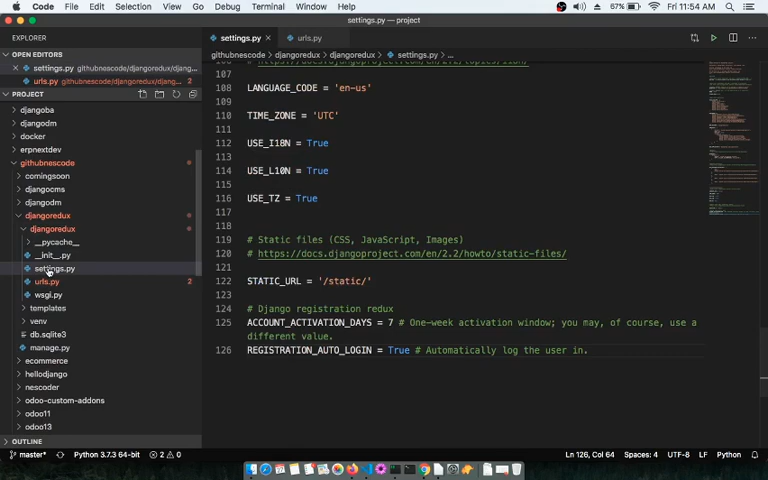 Code File Edit Selection View Go Debug Terminal Window Help 67% Fri 11:54 AM
settings.py — project
EXPLORER
settings.py urls.py
OPEN EDITORS
githubnescode djangoredux djangoredux settings.py ...
settings.py githubnescode/djangoredux/djang...
urls.py githubnescode/djangoredux/djang... 2
PROJECT
djangoba
djangodm
docker
erpnextdev
githubnescode
comingsoon
djangocms
djangodm
djangoredux
djangoredux
__pycache__
__init__.py
settings.py
urls.py 2
wsgi.py
templates
venv
db.sqlite3
manage.py
ecommerce
hellodjango
nescoder
odoo-custom-addons
odoo11
odoo13
OUTLINE
107
108 LANGUAGE_CODE = 'en-us'
109
110 TIME_ZONE = 'UTC'
111
112 USE_I18N = True
113
114 USE_L10N = True
115
116 USE_TZ = True
117
118
119 # Static files (CSS, JavaScript, Images)
120 # https://docs.djangoproject.com/en/2.2/howto/static-files/
121
122 STATIC_URL = '/static/'
123
124 # Django registration redux
125 ACCOUNT_ACTIVATION_DAYS = 7 # One-week activation window; you may, of course, use a
different value.
126 REGISTRATION_AUTO_LOGIN = True # Automatically log the user in.
master* Python 3.7.3 64-bit 2 0 Ln 126, Col 64 Spaces: 4 UTF-8 LF Python